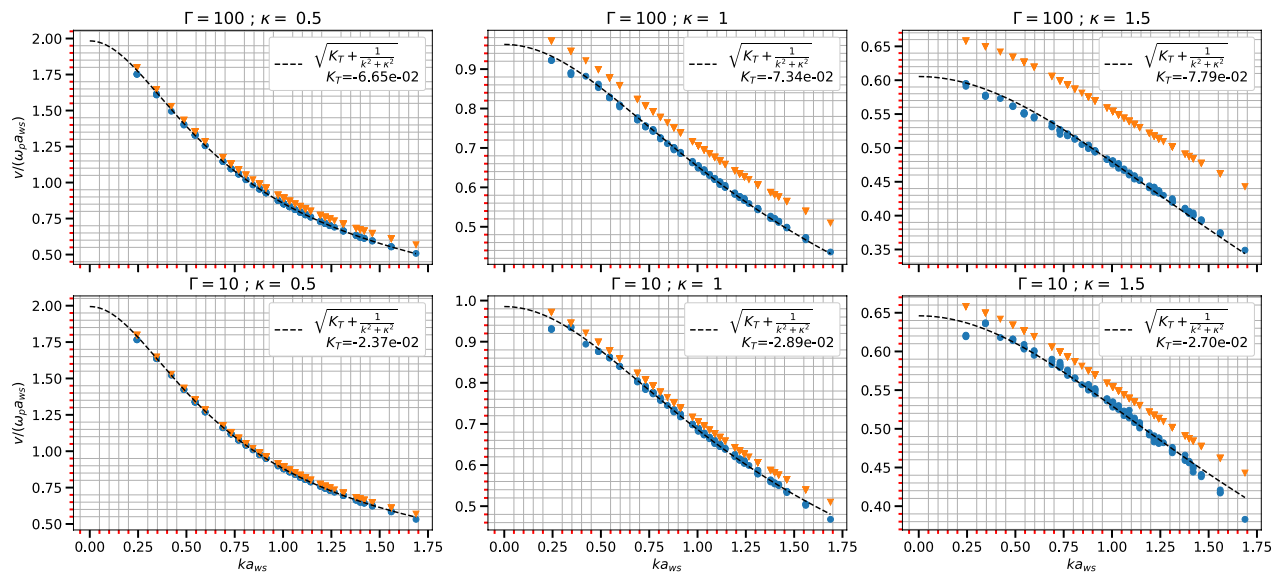 Γ = 100 ; κ = 0.5
√(K_T + 1/(k² + κ²))
K_T=-6.65e-02
v/(ω_p a_ws)
2.00
1.75
1.50
1.25
1.00
0.75
0.50
Γ = 100 ; κ = 1
√(K_T + 1/(k² + κ²))
K_T=-7.34e-02
0.9
0.8
0.7
0.6
0.5
Γ = 100 ; κ = 1.5
√(K_T + 1/(k² + κ²))
K_T=-7.79e-02
0.65
0.60
0.55
0.50
0.45
0.40
0.35
Γ = 10 ; κ = 0.5
√(K_T + 1/(k² + κ²))
K_T=-2.37e-02
v/(ω_p a_ws)
2.00
1.75
1.50
1.25
1.00
0.75
0.50
0.00 0.25 0.50 0.75 1.00 1.25 1.50 1.75
ka_ws
Γ = 10 ; κ = 1
√(K_T + 1/(k² + κ²))
K_T=-2.89e-02
1.0
0.9
0.8
0.7
0.6
0.5
0.00 0.25 0.50 0.75 1.00 1.25 1.50 1.75
ka_ws
Γ = 10 ; κ = 1.5
√(K_T + 1/(k² + κ²))
K_T=-2.70e-02
0.65
0.60
0.55
0.50
0.45
0.40
0.00 0.25 0.50 0.75 1.00 1.25 1.50 1.75
ka_ws